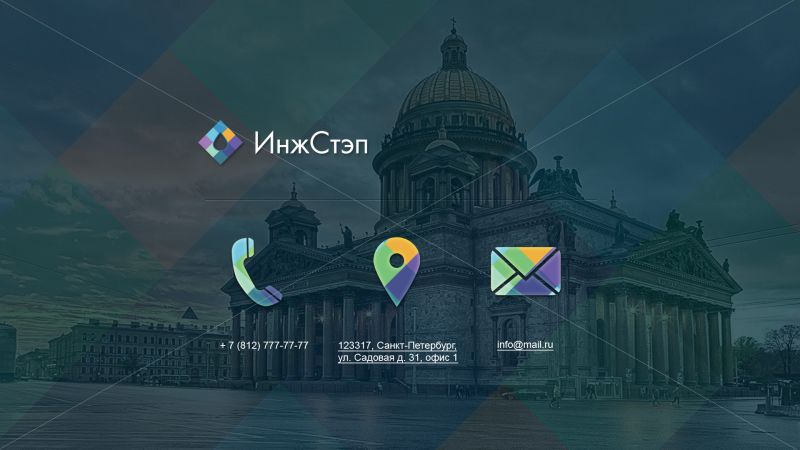 ИнжСтэп
+ 7 (812) 777-77-77
123317, Санкт-Петербург,
ул. Садовая д. 31, офис 1
info@mail.ru